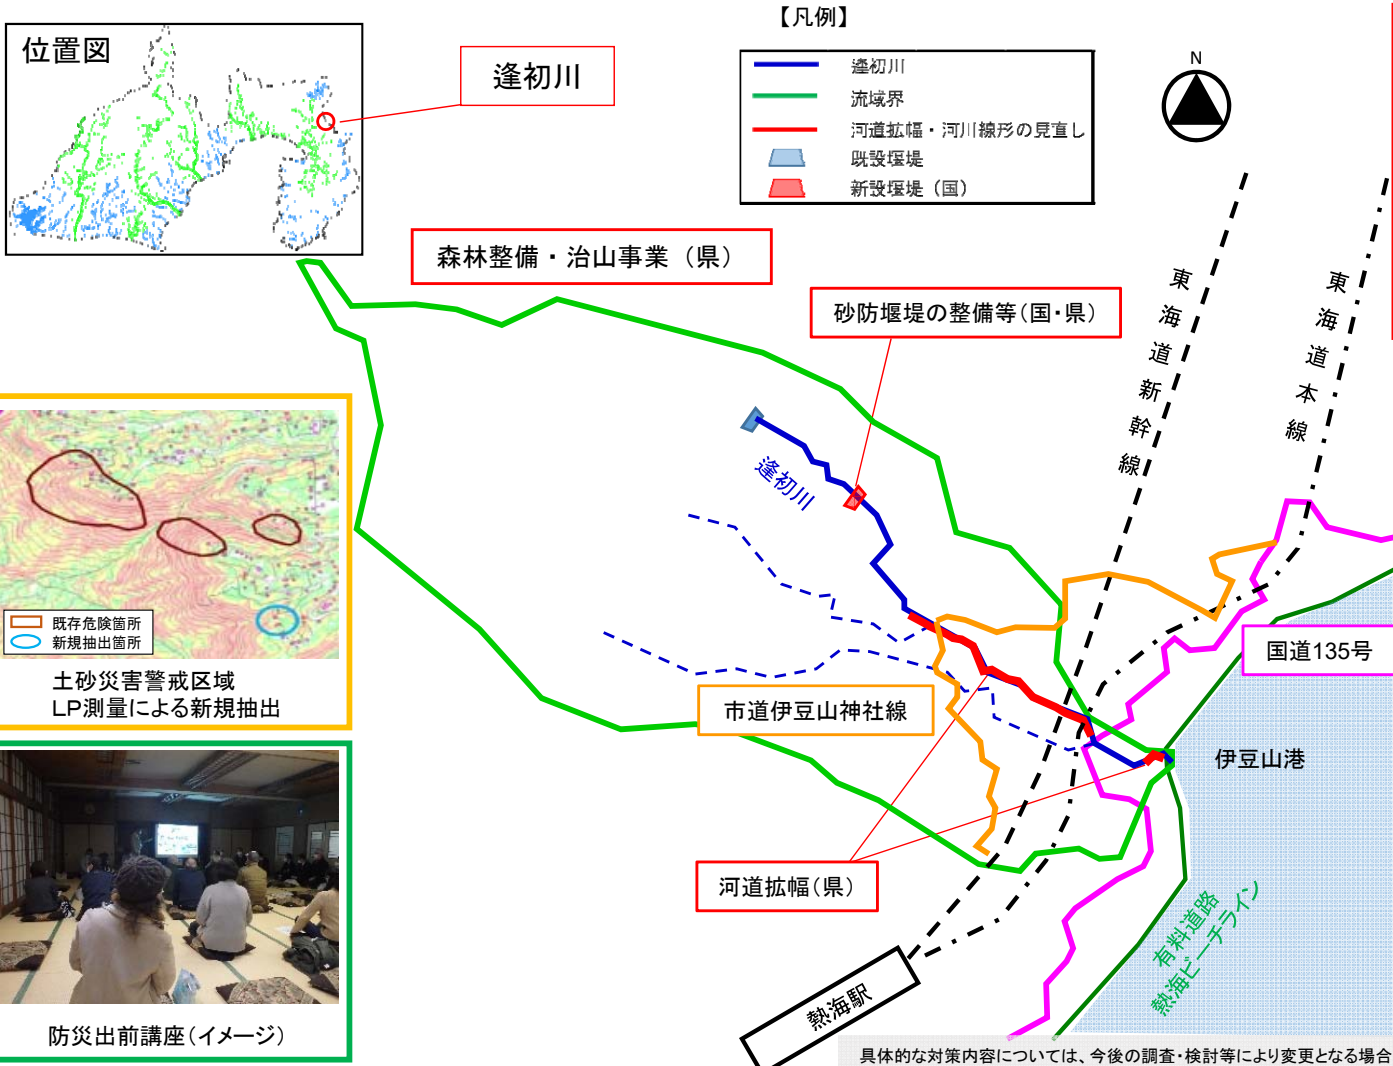 【凡例】
位置図
逢初川
逢初川
流域界
河道拡幅・河川線形の見直し
既設堰堤
新設堰堤（国）
N
森林整備・治山事業（県）
砂防堰堤の整備等(国・県)
東海道新幹線
東海道本線
逢初川
既存危険箇所
新規抽出箇所
土砂災害警戒区域
LP測量による新規抽出
国道135号
市道伊豆山神社線
伊豆山港
河道拡幅(県)
有料道路
熱海ビーチライン
熱海駅
防災出前講座(イメージ)
具体的な対策内容については、今後の調査・検討等により変更となる場合